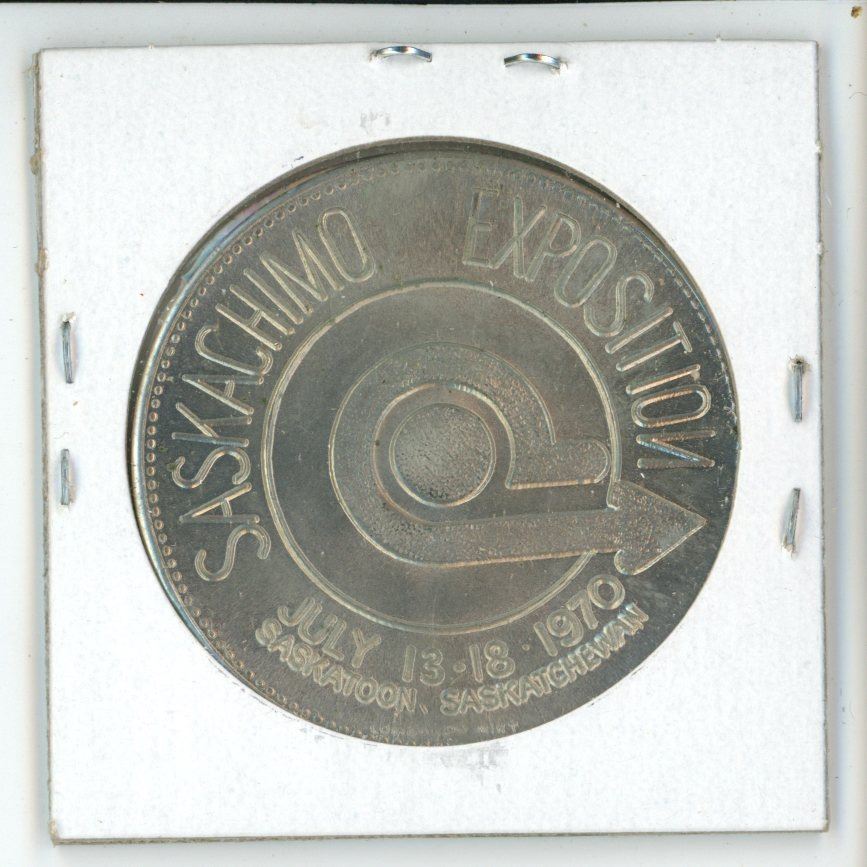 SASKACHIMO EXPOSITION
JULY 13·18·1970
SASKATOON, SASKATCHEWAN